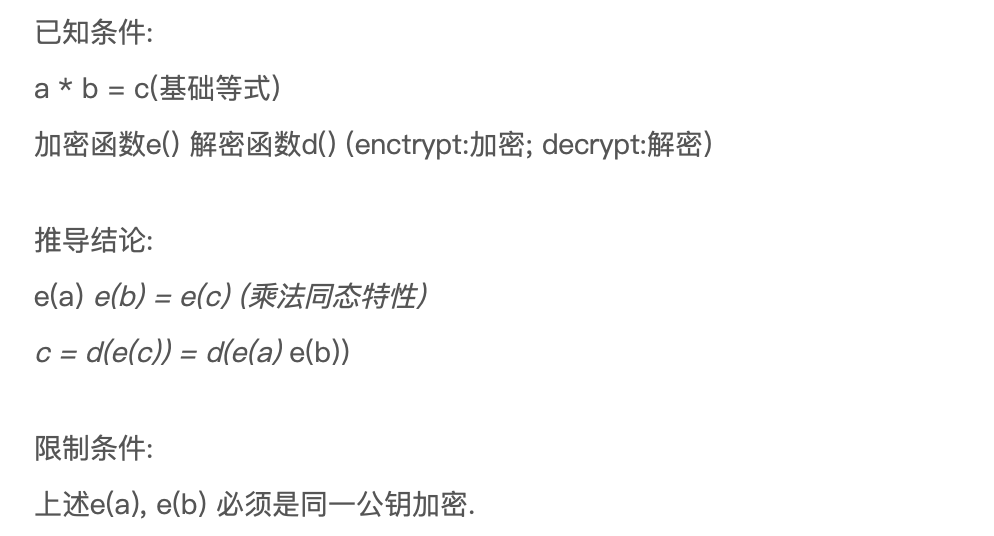 已知条件:
a * b = c(基础等式)
加密函数e() 解密函数d() (enctrypt:加密; decrypt:解密)
推导结论:
e(a) e(b) = e(c) (乘法同态特性)
c = d(e(c)) = d(e(a) e(b))
限制条件:
上述e(a), e(b) 必须是同一公钥加密.